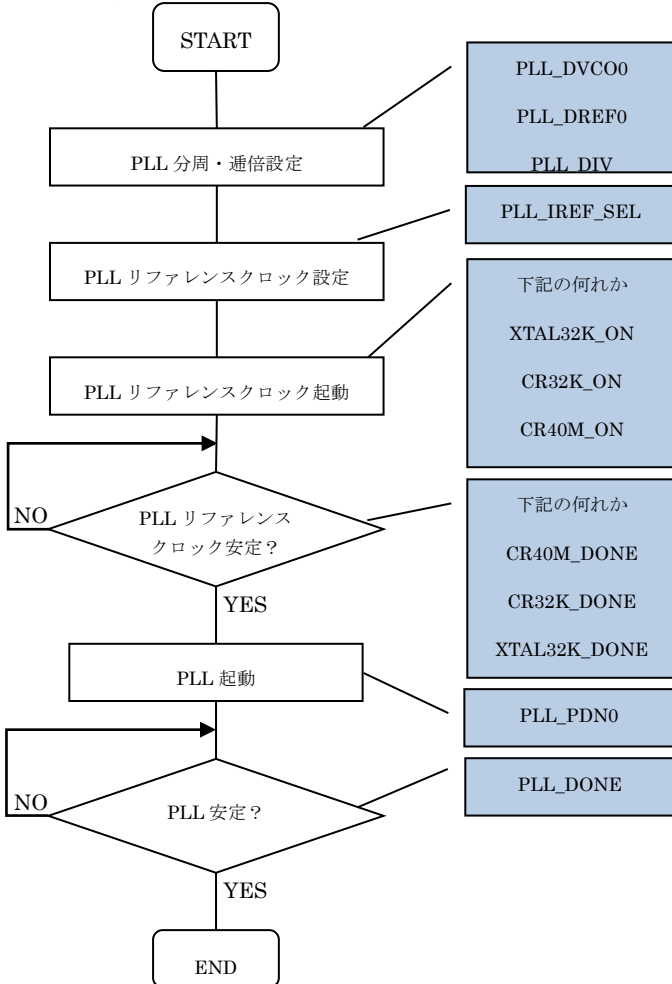 START
PLL_DVCO0
PLL_DREF0
PLL_DIV
PLL 分周・逓倍設定
PLL_IREF_SEL
PLL リファレンスクロック設定
下記の何れか
XTAL32K_ON
CR32K_ON
CR40M_ON
PLL リファレンスクロック起動
NO
PLL リファレンス
クロック安定？
YES
下記の何れか
CR40M_DONE
CR32K_DONE
XTAL32K_DONE
PLL 起動
PLL_PDN0
NO
PLL 安定？
PLL_DONE
YES
END